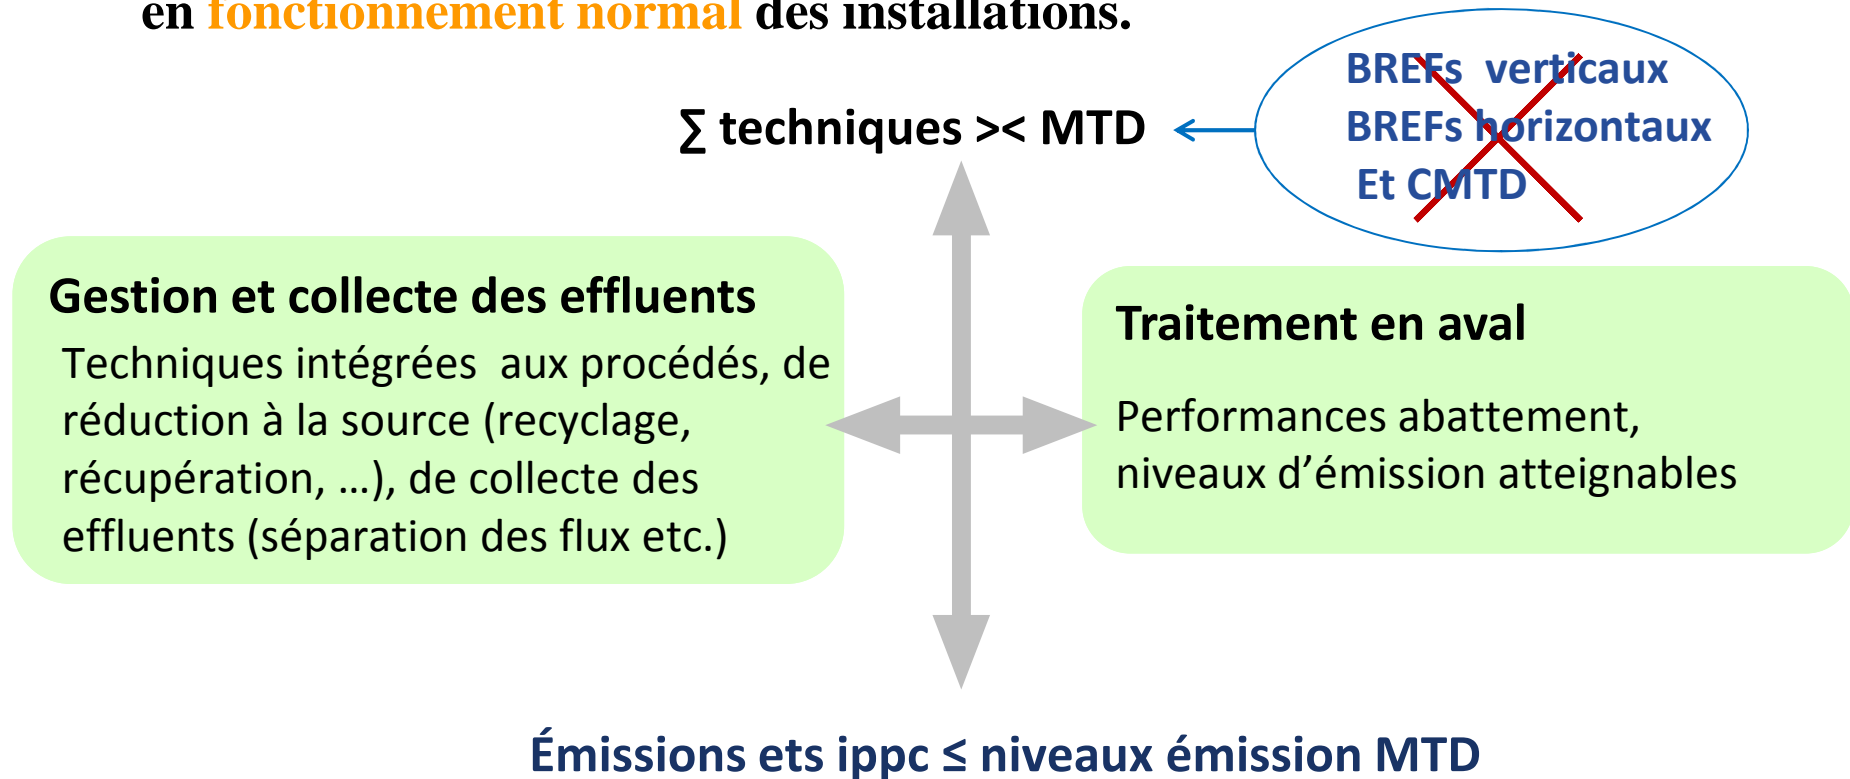 en fonctionnement normal des installations.
BREFs verticaux
BREFs horizontaux
Et CMTD
∑ techniques >< MTD
Gestion et collecte des effluents
Techniques intégrées aux procédés, de
réduction à la source (recyclage,
récupération, …), de collecte des
effluents (séparation des flux etc.)
Traitement en aval
Performances abattement,
niveaux d’émission atteignables
Émissions ets ippc ≤ niveaux émission MTD